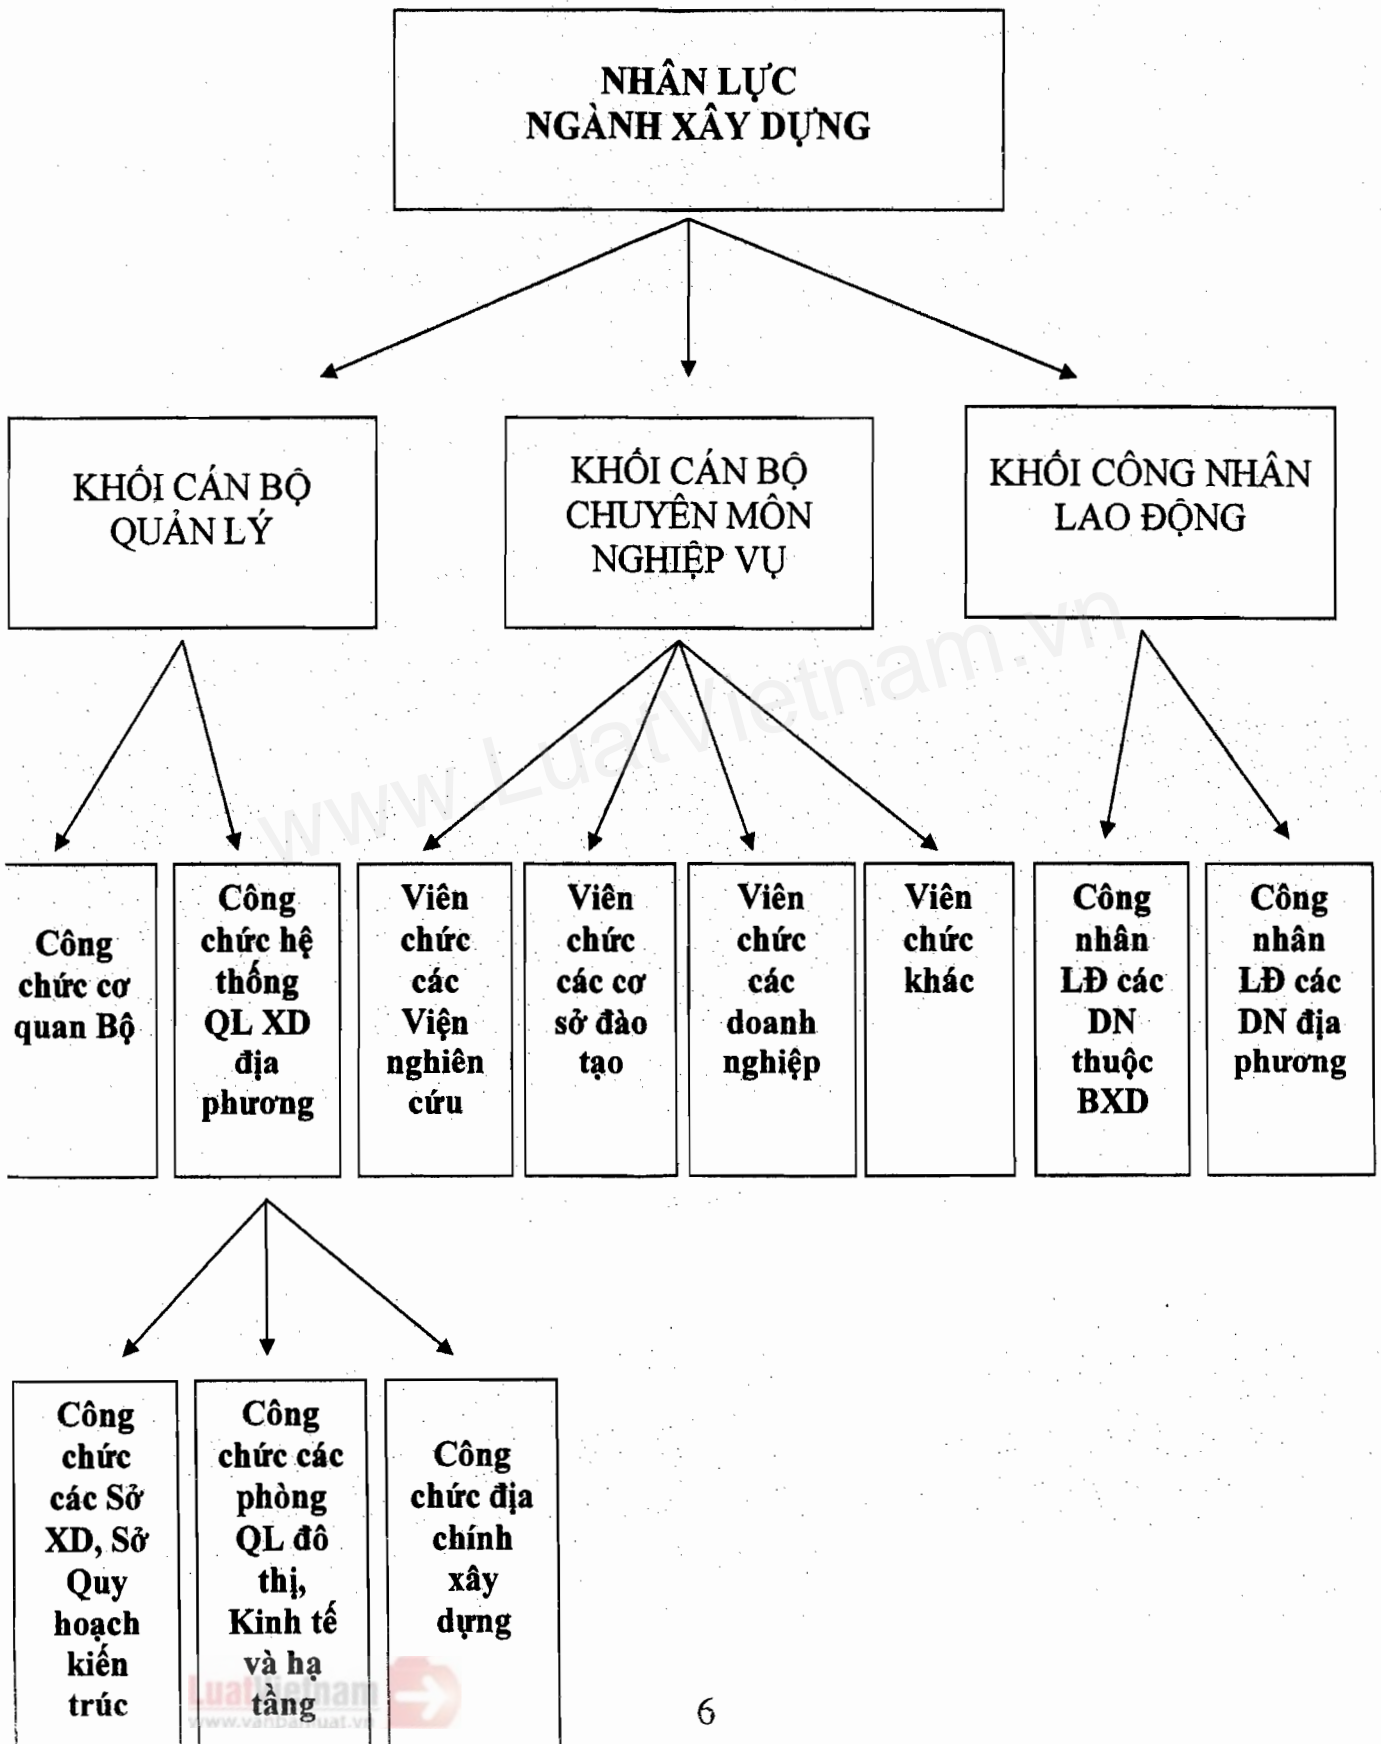 NHÂN LỰC
NGÀNH XÂY DỰNG
KHỐI CÁN BỘ
QUẢN LÝ
KHỐI CÁN BỘ
CHUYÊN MÔN
NGHIỆP VỤ
KHỐI CÔNG NHÂN
LAO ĐỘNG
www.LuatVietnam.vn
Công
chức cơ
quan Bộ
Công
chức hệ
thống
QL XD
địa
phương
Viên
chức
các
Viện
nghiên
cứu
Viên
chức
các cơ
sở đào
tạo
Viên
chức
các
doanh
nghiệp
Viên
chức
khác
Công
nhân
LĐ các
DN
thuộc
BXD
Công
nhân
LĐ các
DN địa
phương
Công
chức
các Sở
XD, Sở
Quy
hoạch
kiến
trúc
Công
chức các
phòng
QL đô
thị,
Kinh tế
và hạ
tầng
Công
chức địa
chính
xây
dựng
LuatVietnam
www.vanbanluat.vn
6